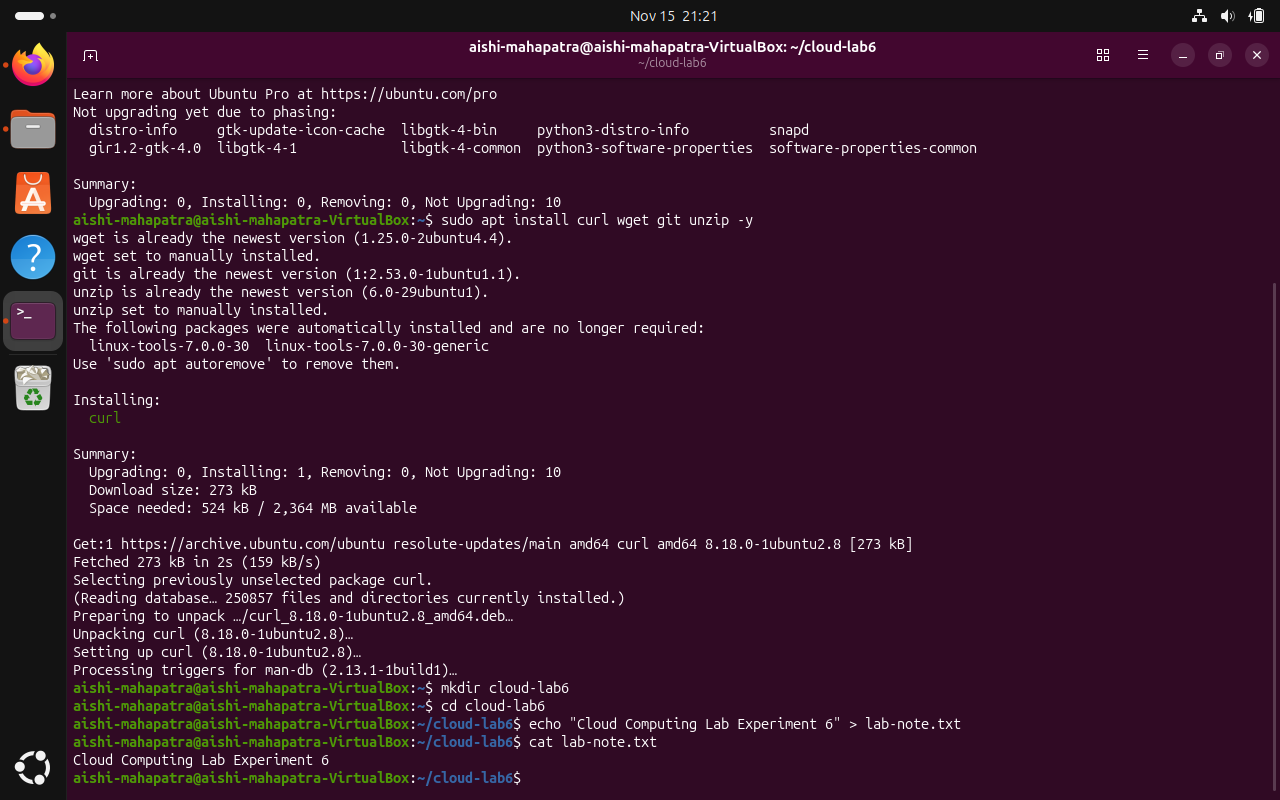 Nov 15 21:21
aishi-mahapatra@aishi-mahapatra-VirtualBox: ~/cloud-lab6
~/cloud-lab6
Learn more about Ubuntu Pro at https://ubuntu.com/pro
Not upgrading yet due to phasing:
  distro-info     gtk-update-icon-cache  libgtk-4-bin     python3-distro-info          snapd
  gir1.2-gtk-4.0  libgtk-4-1             libgtk-4-common  python3-software-properties  software-properties-common
Summary:
  Upgrading: 0, Installing: 0, Removing: 0, Not Upgrading: 10
aishi-mahapatra@aishi-mahapatra-VirtualBox:~$ sudo apt install curl wget git unzip -y
wget is already the newest version (1.25.0-2ubuntu4.4).
wget set to manually installed.
git is already the newest version (1:2.53.0-1ubuntu1.1).
unzip is already the newest version (6.0-29ubuntu1).
unzip set to manually installed.
The following packages were automatically installed and are no longer required:
  linux-tools-7.0.0-30  linux-tools-7.0.0-30-generic
Use 'sudo apt autoremove' to remove them.
Installing:
  curl
Summary:
  Upgrading: 0, Installing: 1, Removing: 0, Not Upgrading: 10
  Download size: 273 kB
  Space needed: 524 kB / 2,364 MB available
Get:1 https://archive.ubuntu.com/ubuntu resolute-updates/main amd64 curl amd64 8.18.0-1ubuntu2.8 [273 kB]
Fetched 273 kB in 2s (159 kB/s)
Selecting previously unselected package curl.
(Reading database… 250857 files and directories currently installed.)
Preparing to unpack …/curl_8.18.0-1ubuntu2.8_amd64.deb…
Unpacking curl (8.18.0-1ubuntu2.8)…
Setting up curl (8.18.0-1ubuntu2.8)…
Processing triggers for man-db (2.13.1-1build1)…
aishi-mahapatra@aishi-mahapatra-VirtualBox:~$ mkdir cloud-lab6
aishi-mahapatra@aishi-mahapatra-VirtualBox:~$ cd cloud-lab6
aishi-mahapatra@aishi-mahapatra-VirtualBox:~/cloud-lab6$ echo "Cloud Computing Lab Experiment 6" > lab-note.txt
aishi-mahapatra@aishi-mahapatra-VirtualBox:~/cloud-lab6$ cat lab-note.txt
Cloud Computing Lab Experiment 6
aishi-mahapatra@aishi-mahapatra-VirtualBox:~/cloud-lab6$